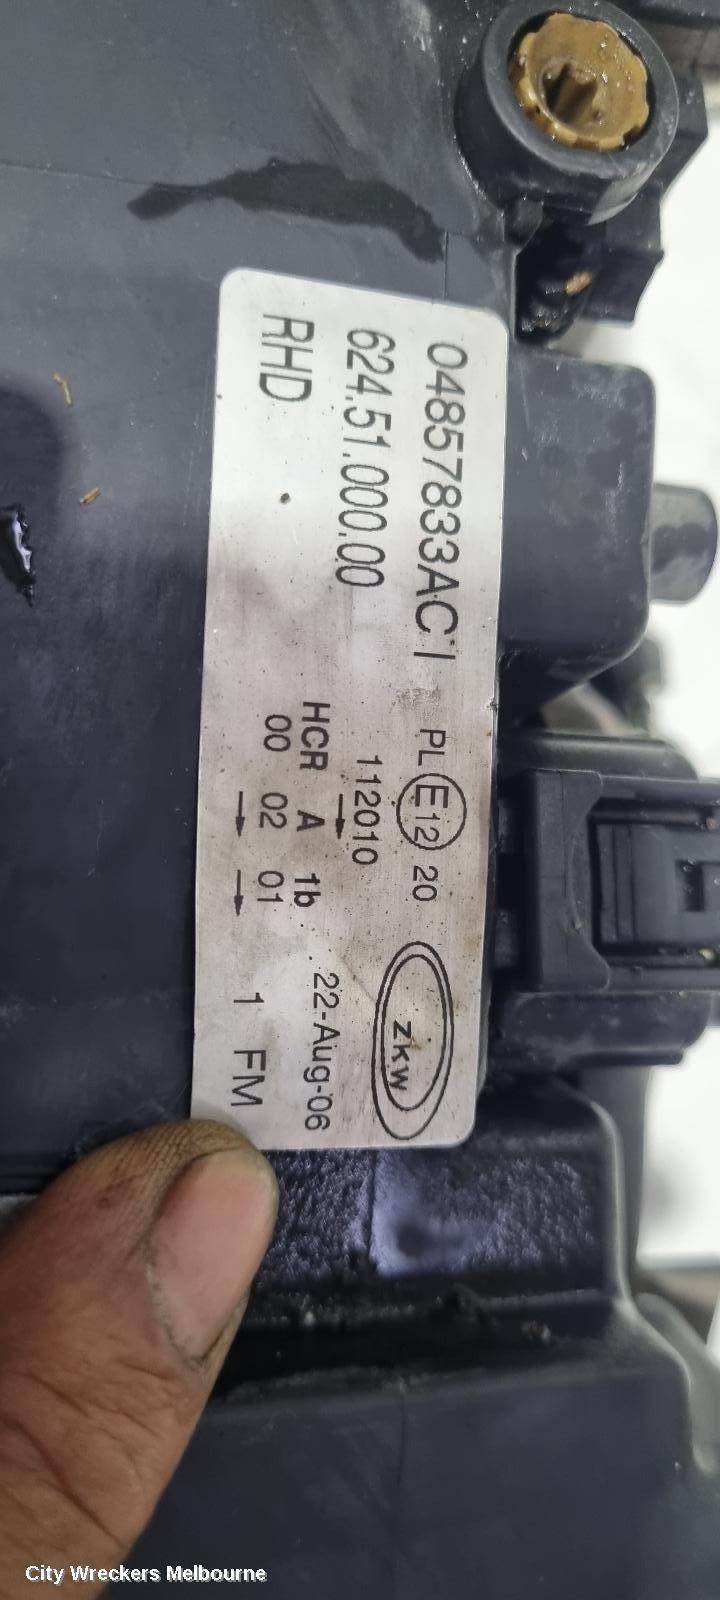 04857833AC I PL E12 20
624.51.000.00 112010
RHD HCR A 1b
00 02 01
ZKW
22-Aug-06
1 FM
City Wreckers Melbourne